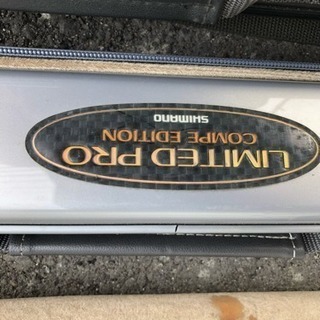 LIMITED PRO
COMPE EDITION
SHIMANO